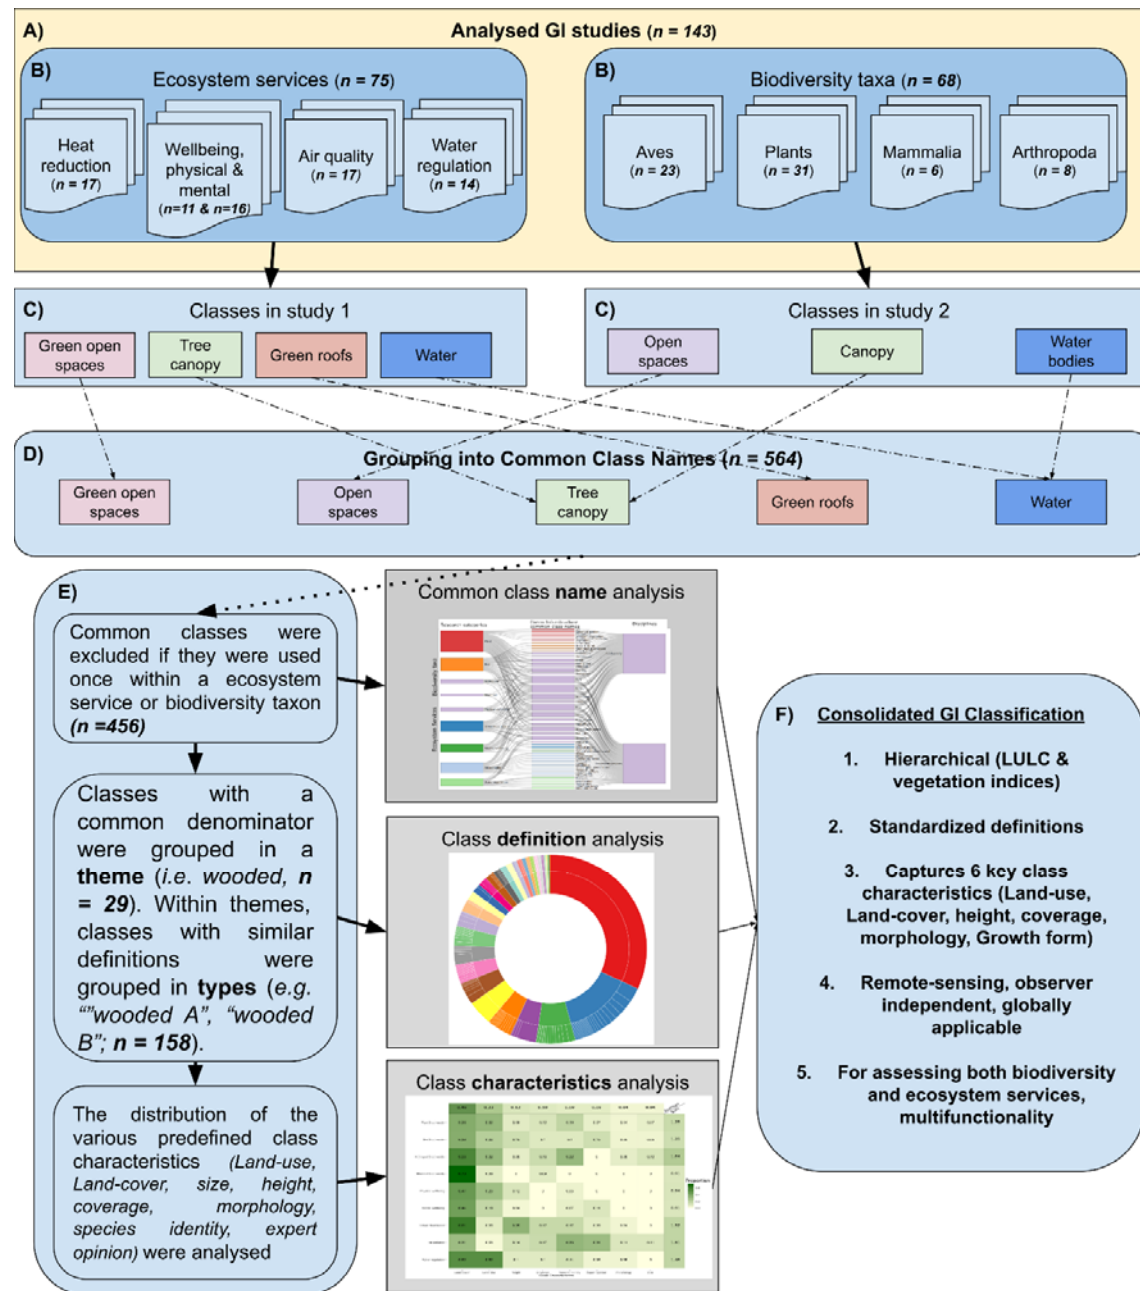 A)
Analysed GI studies (n = 143)
B)
Ecosystem services (n = 75)
Heat
reduction
(n = 17)
Wellbeing,
physical &
mental
(n=11 & n=16)
Air quality
(n = 17)
Water
regulation
(n = 14)
B)
Biodiversity taxa (n = 68)
Aves
(n = 23)
Plants
(n = 31)
Mammalia
(n = 6)
Arthropoda
(n = 8)
C)
Classes in study 1
Green open
spaces
Tree
canopy
Green roofs
Water
C)
Classes in study 2
Open
spaces
Canopy
Water
bodies
D)
Grouping into Common Class Names (n = 564)
Green open
spaces
Open
spaces
Tree
canopy
Green roofs
Water
E)
Common classes were
excluded if they were used
once within a ecosystem
service or biodiversity taxon
(n =456)
Classes with a
common denominator
were grouped in a
theme (i.e. wooded, n
= 29). Within themes,
classes with similar
definitions were
grouped in types (e.g.
“”wooded A”, “wooded
B”; n = 158).
The distribution of the
various predefined class
characteristics (Land-use,
Land-cover, size, height,
coverage, morphology,
species identity, expert
opinion) were analysed
Common class name analysis
Class definition analysis
Class characteristics analysis
F)
Consolidated GI Classification
1. Hierarchical (LULC &
vegetation indices)
2. Standardized definitions
3. Captures 6 key class
characteristics (Land-use,
Land-cover, height, coverage,
morphology, Growth form)
4. Remote-sensing, observer
independent, globally
applicable
5. For assessing both biodiversity
and ecosystem services,
multifunctionality